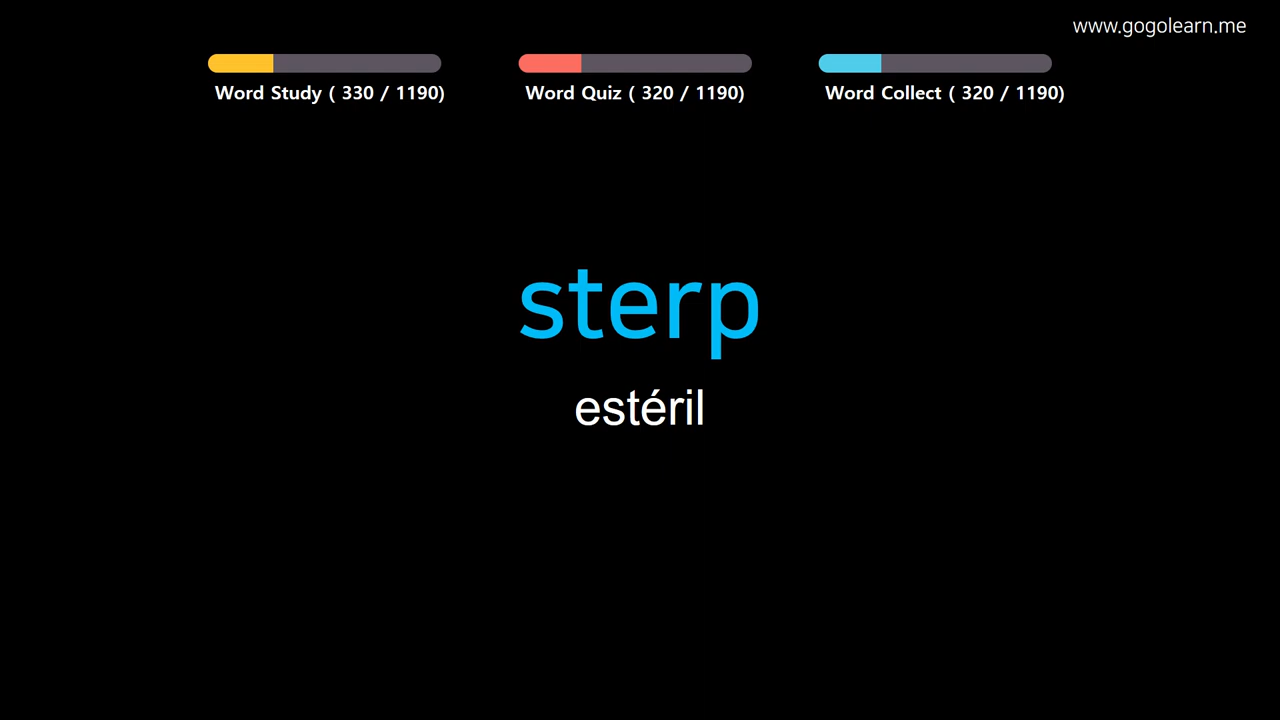 www.gogolearn.me
Word Study ( 330 / 1190)
Word Quiz ( 320 / 1190)
Word Collect ( 320 / 1190)
sterp
estéril